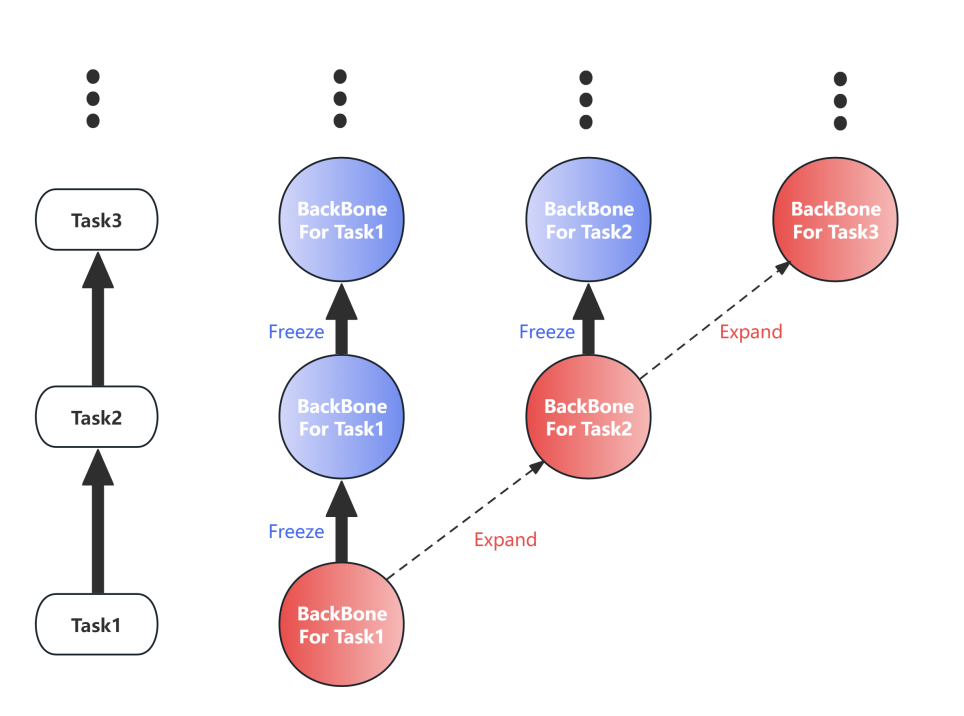 Task3
BackBone
For Task1
BackBone
For Task2
BackBone
For Task3
Freeze
Freeze
Expand
Task2
BackBone
For Task1
BackBone
For Task2
Freeze
Expand
Task1
BackBone
For Task1